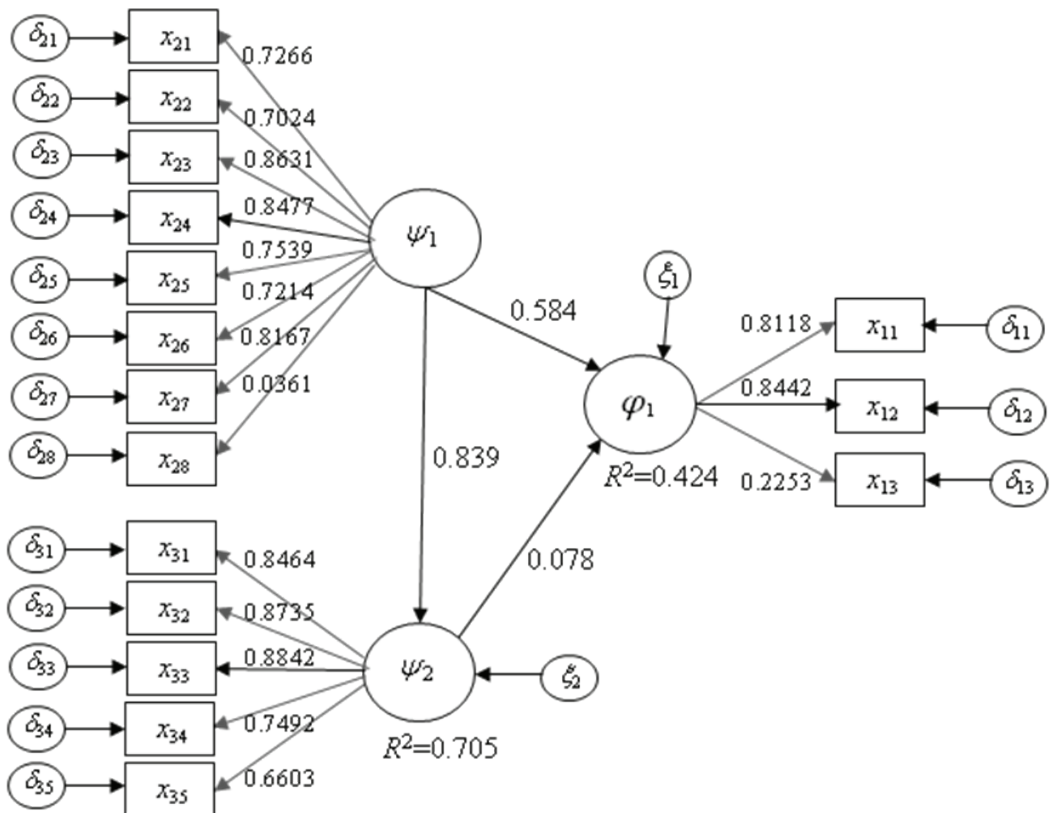 δ21 x21 0.7266
δ22 x22 0.7024
δ23 x23 0.8631
δ24 x24 0.8477
δ25 x25 0.7539
δ26 x26 0.7214
δ27 x27 0.8167
δ28 x28 0.0361
ψ1
0.584
ξ1
0.839
φ1
R²=0.424
0.8118 x11 δ11
0.8442 x12 δ12
0.2253 x13 δ13
0.078
δ31 x31 0.8464
δ32 x32 0.8735
δ33 x33 0.8842
δ34 x34 0.7492
δ35 x35 0.6603
ψ2
ξ2
R²=0.705